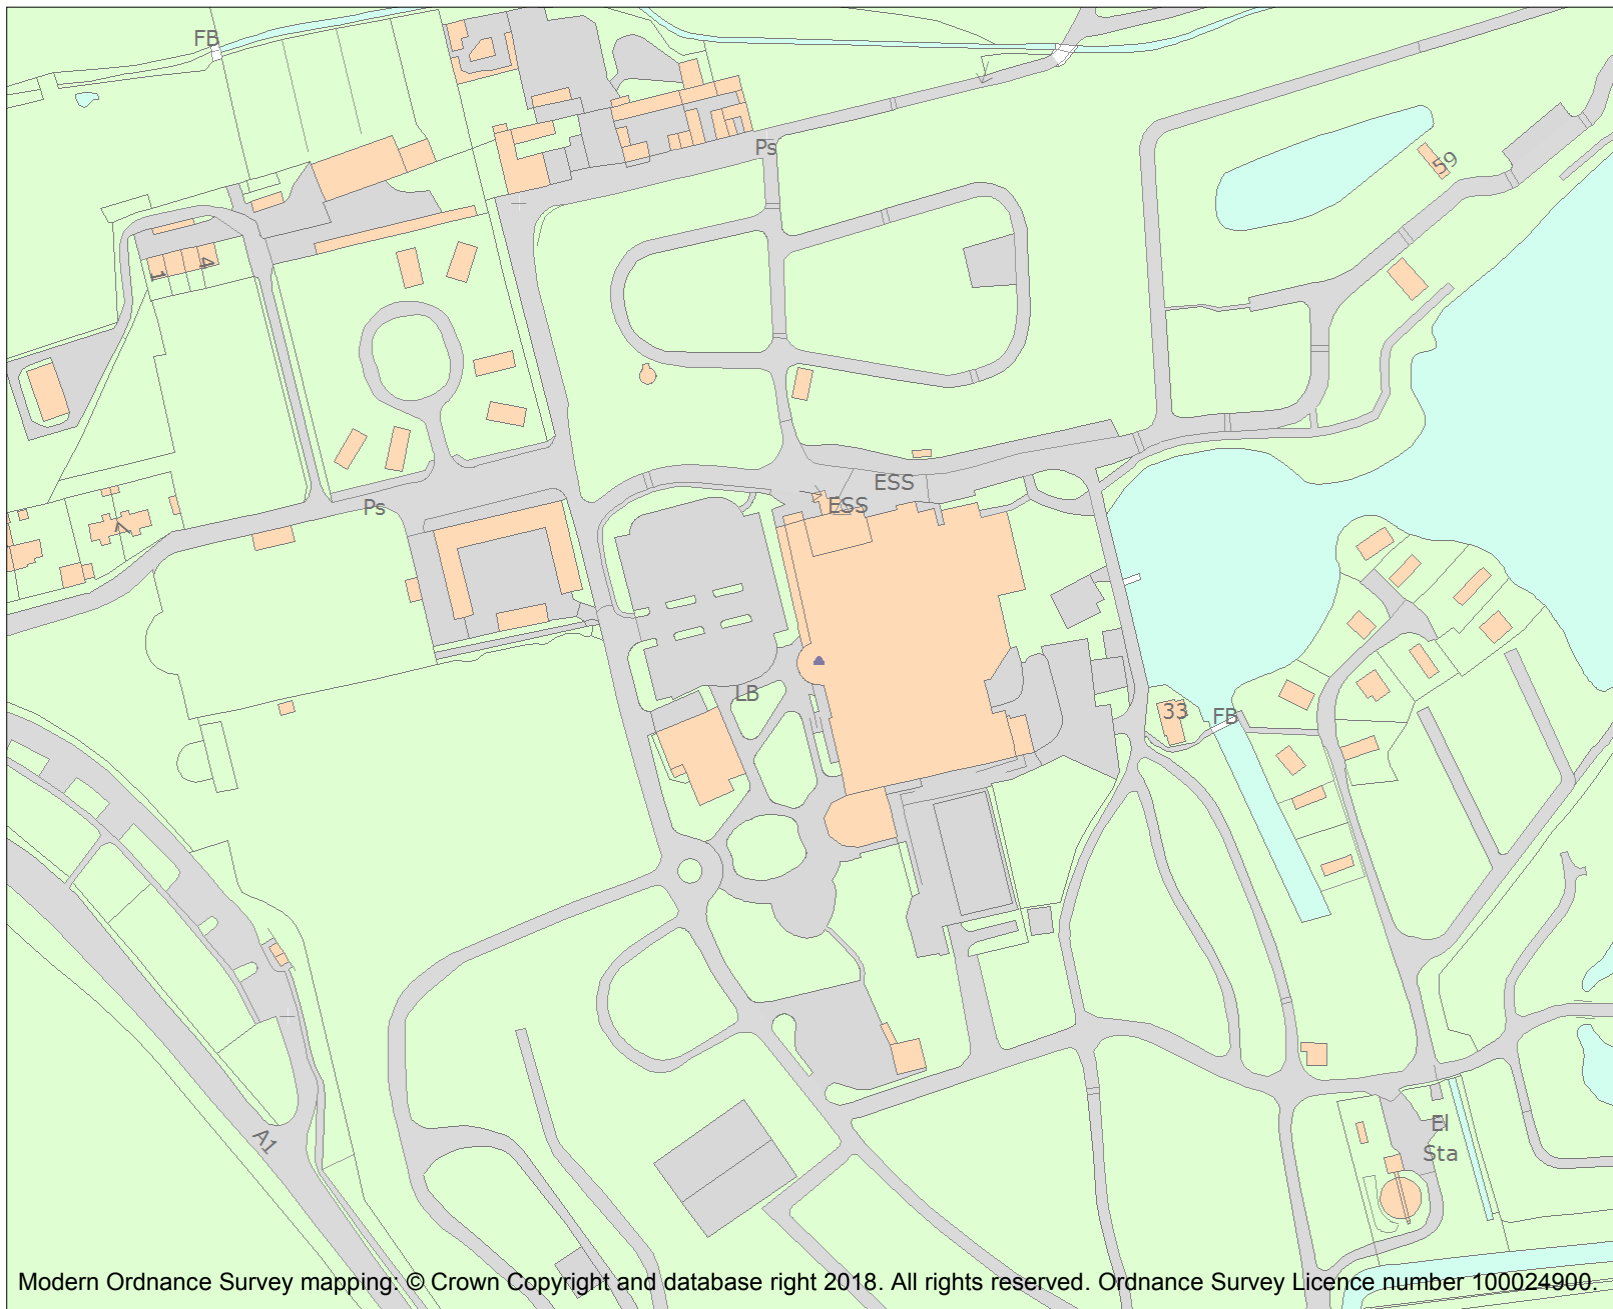 FB
Ps
59
1
4
ESS
Ps
ESS
7
LB
33
FB
A1
El
Sta
Modern Ordnance Survey mapping: © Crown Copyright and database right 2018. All rights reserved. Ordnance Survey Licence number 100024900.